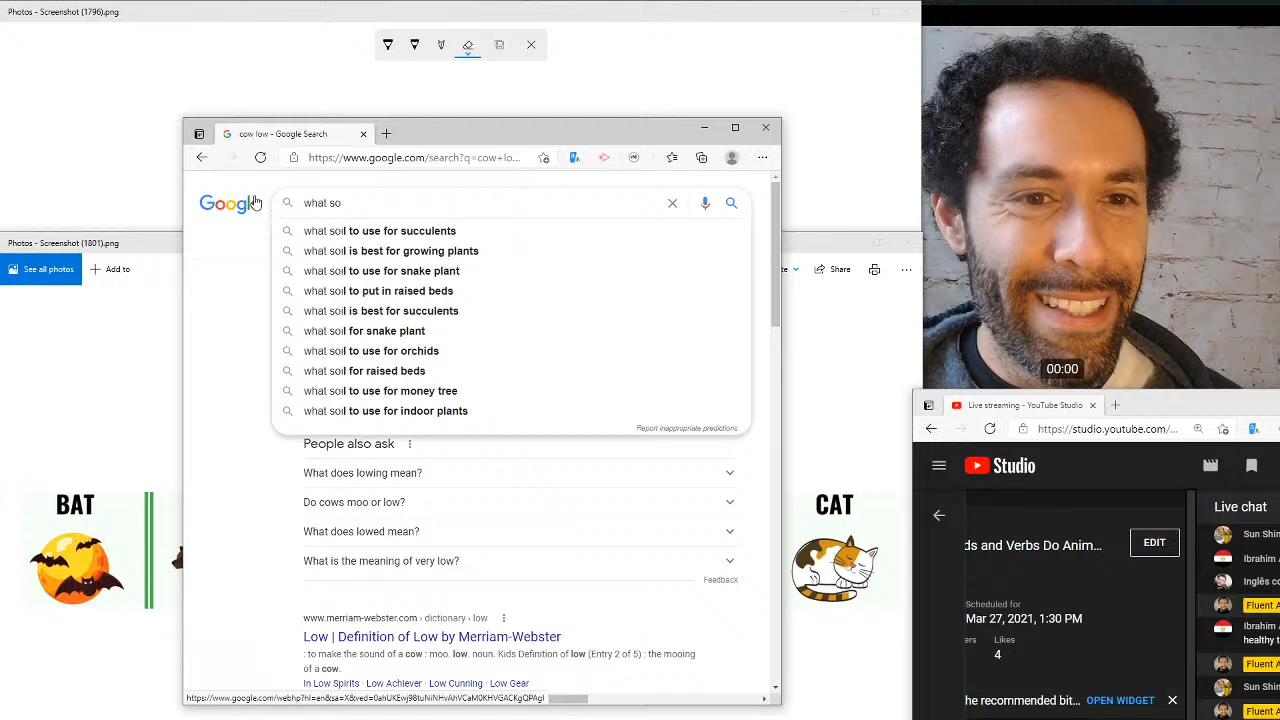 Photos - Screenshot (1796).png
cow low - Google Search
https://www.google.com/search?q=cow+lo...
Google
what so
what soil to use for succulents
what soil is best for growing plants
what soil to use for snake plant
what soil to put in raised beds
what soil is best for succulents
what soil for snake plant
what soil to use for orchids
what soil for raised beds
what soil to use for money tree
what soil to use for indoor plants
Report inappropriate predictions
People also ask
What does lowing mean?
Do cows moo or low?
What does lowed mean?
What is the meaning of very low?
Feedback
www.merriam-webster.com › dictionary › low
Low | Definition of Low by Merriam-Webster
: to make the sound of a cow : moo. low. noun. Kids Definition of low (Entry 2 of 5) : the mooing
of a cow.
In Low Spirits · Low Achiever · Low Cunning · Low Gear
Photos - Screenshot (1801).png
See all photos
Add to
Share
BAT
CAT
00:00
Live streaming - YouTube Studio
https://studio.youtube.com/...
Studio
ds and Verbs Do Anim...
EDIT
Scheduled for
Mar 27, 2021, 1:30 PM
ers
Likes
4
he recommended bit...
OPEN WIDGET
Live chat
Sun Shin
Ibrahim
Inglês co
Fluent A
Ibrahim
healthy t
Fluent A
Sun Shin
Fluent A